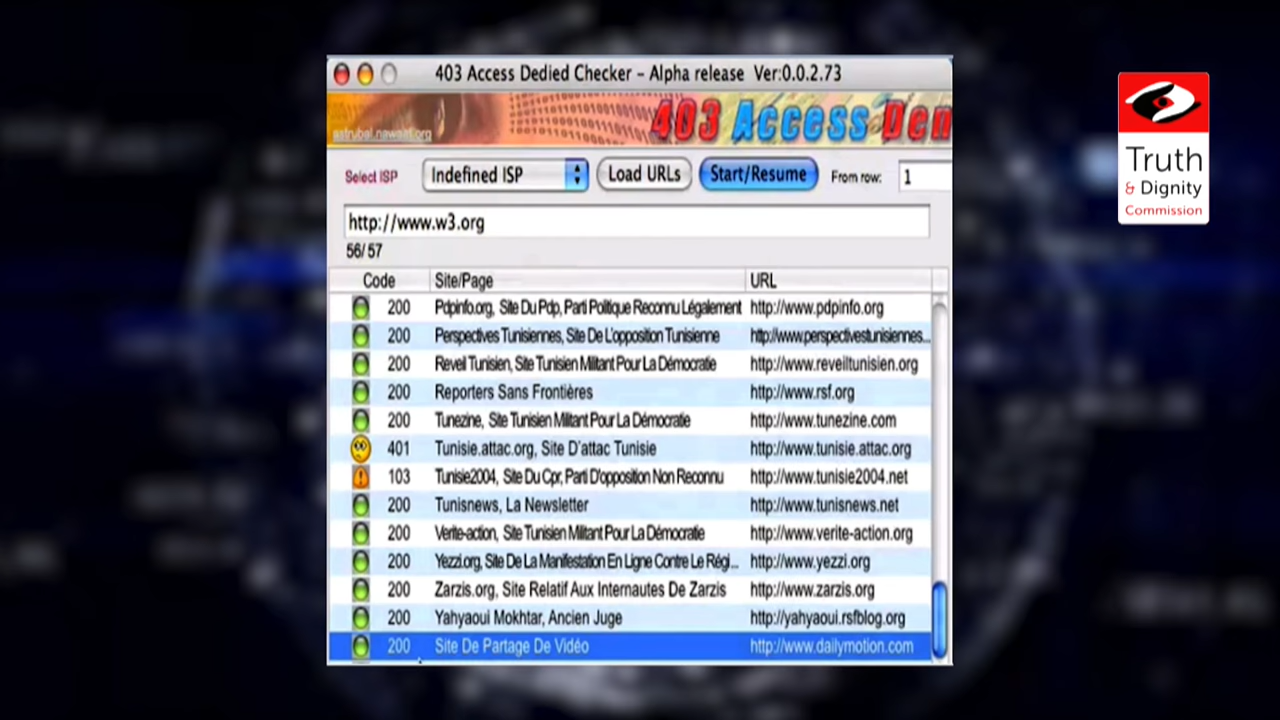 403 Access Dedied Checker – Alpha release Ver:0.0.2.73
astrubal.nawaat.org
403 Access Den
Select ISP Indefined ISP Load URLs Start/Resume From row: 1
http://www.w3.org
56/57
Code Site/Page URL
200 Pdpinfo.org, Site Du Pdp, Parti Politique Reconnu Légalement http://www.pdpinfo.org
200 Perspectives Tunisiennes, Site De L'opposition Tunisienne http://www.perspectivestunisiennes...
200 Reveil Tunisien, Site Tunisien Militant Pour La Démocratie http://www.reveiltunisien.org
200 Reporters Sans Frontières http://www.rsf.org
200 Tunezine, Site Tunisien Militant Pour La Démocratie http://www.tunezine.com
401 Tunisie.attac.org, Site D'attac Tunisie http://www.tunisie.attac.org
103 Tunisie2004, Site Du Cpr, Parti D'opposition Non Reconnu http://www.tunisie2004.net
200 Tunisnews, La Newsletter http://www.tunisnews.net
200 Verite-action, Site Tunisien Militant Pour La Démocratie http://www.verite-action.org
200 Yezzi.org, Site De La Manifestation En Ligne Contre Le Régi... http://www.yezzi.org
200 Zarzis.org, Site Relatif Aux Internautes De Zarzis http://www.zarzis.org
200 Yahyaoui Mokhtar, Ancien Juge http://yahyaoui.rsfblog.org
200 Site De Partage De Vidéo http://www.dailymotion.com
Truth
& Dignity
Commission